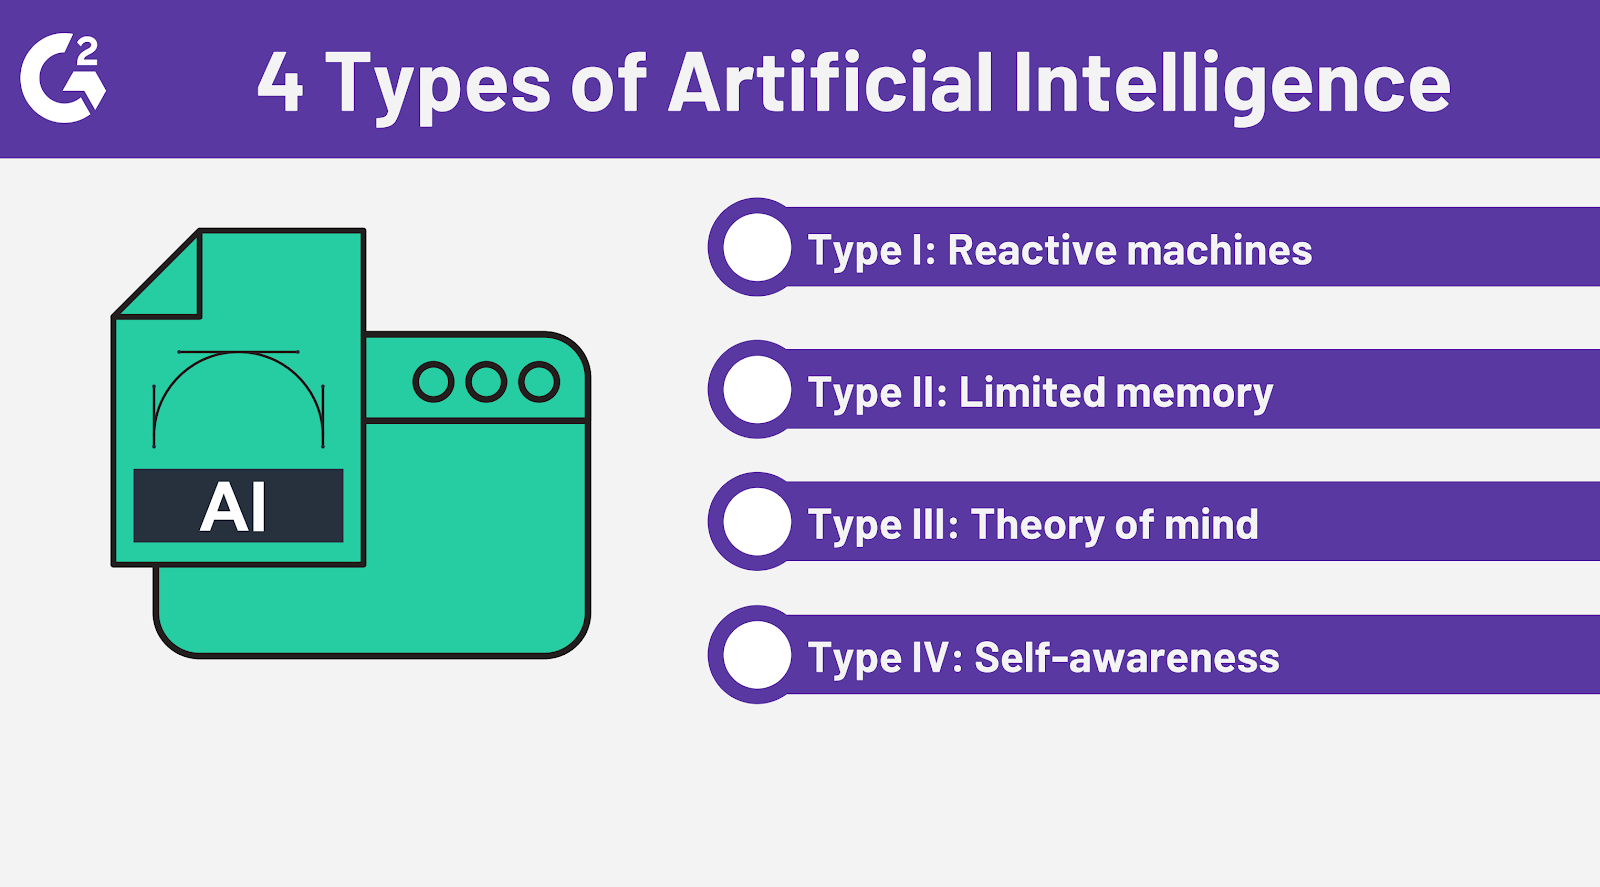 G2
4 Types of Artificial Intelligence
Type I: Reactive machines
Type II: Limited memory
Type III: Theory of mind
Type IV: Self-awareness
AI